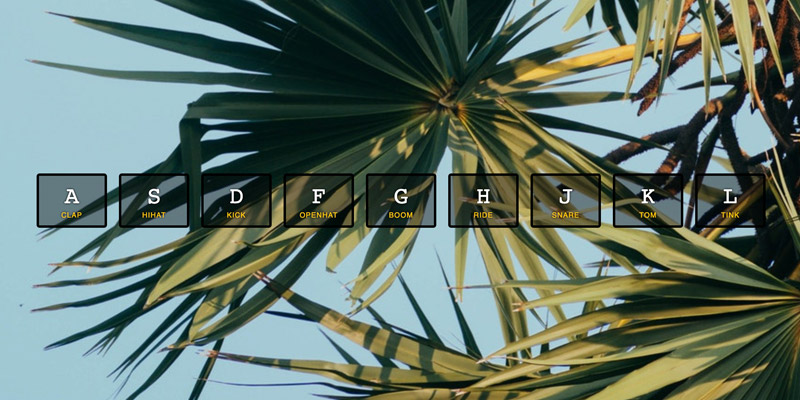 A S D F G H J K L
CLAP HIHAT KICK OPENHAT BOOM RIDE SNARE TOM TINK